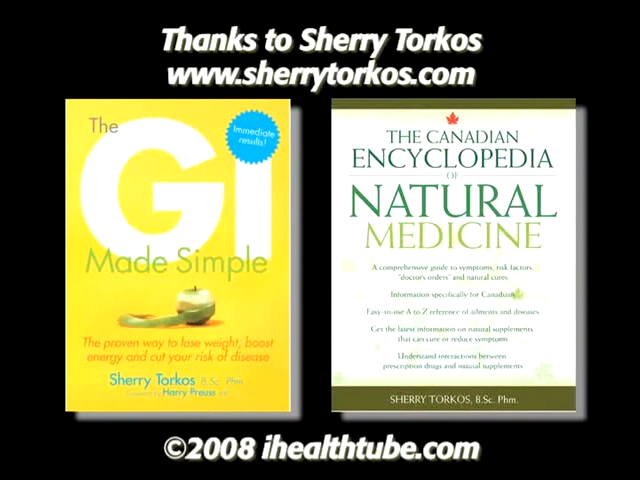 Thanks to Sherry Torkos
www.sherrytorkos.com
The
GI
Immediate
results!
Made Simple
The proven way to lose weight, boost
energy and cut your risk of disease
Sherry Torkos B.Sc. Phm.
Foreword by Harry Preuss
THE CANADIAN
ENCYCLOPEDIA
OF
NATURAL
MEDICINE
A comprehensive guide to symptoms, risk factors,
"doctor's orders" and natural cures
Information specifically for Canadians
Easy-to-use A to Z reference of ailments and diseases
Get the latest information on natural supplements
that can cure or reduce symptoms
Understand interactions between
prescription drugs and natural supplements
SHERRY TORKOS, B.Sc. Phm.
©2008 ihealthtube.com